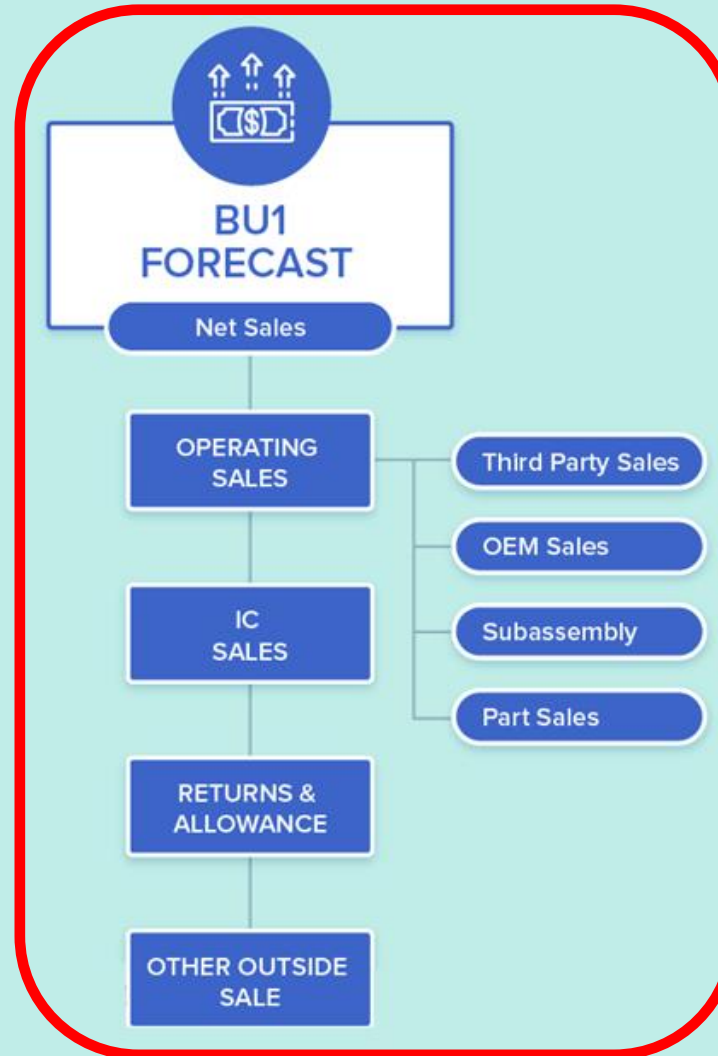 $
BU1
FORECAST
Net Sales
OPERATING
SALES
Third Party Sales
OEM Sales
Subassembly
Part Sales
IC
SALES
RETURNS &
ALLOWANCE
OTHER OUTSIDE
SALE